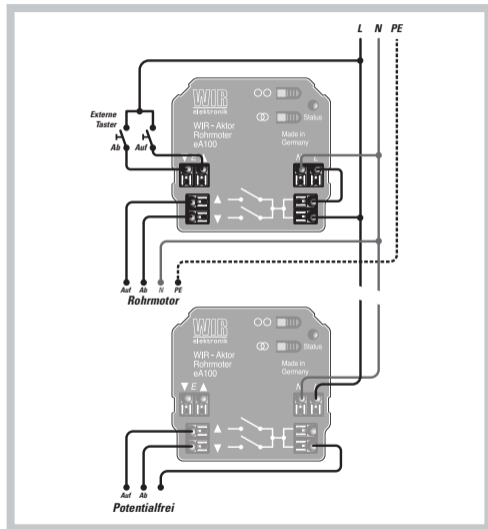 L N PE
WIR
elektronik
Externe
Taster
Status
WIR – Aktor
Rohrmotor
eA100
Made in
Germany
Ab Auf
▼ E ▲
N L
▲
▼
Auf Ab N PE
Rohrmotor
WIR
elektronik
Status
WIR – Aktor
Rohrmoter
eA100
Made in
Germany
▼ E ▲
N
▲
▼
Auf Ab
Potentialfrei